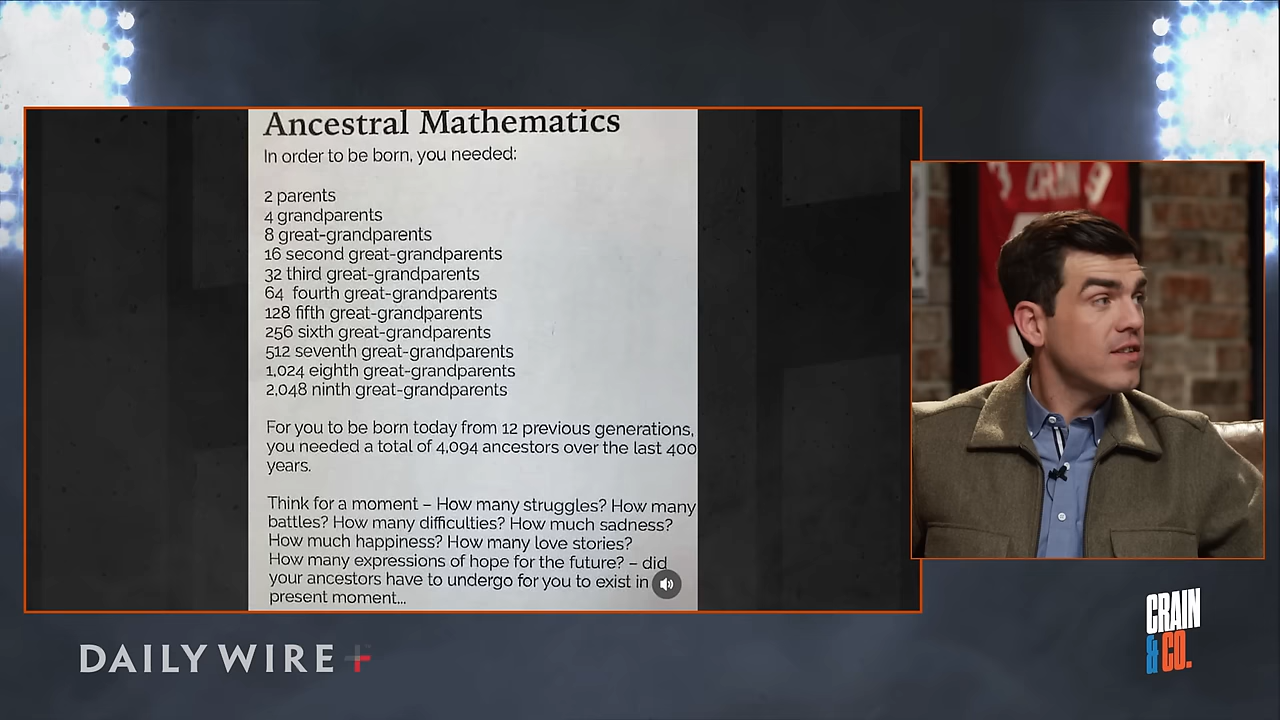 Ancestral Mathematics
In order to be born, you needed:
2 parents
4 grandparents
8 great-grandparents
16 second great-grandparents
32 third great-grandparents
64 fourth great-grandparents
128 fifth great-grandparents
256 sixth great-grandparents
512 seventh great-grandparents
1,024 eighth great-grandparents
2,048 ninth great-grandparents
For you to be born today from 12 previous generations,
you needed a total of 4,094 ancestors over the last 400
years.
Think for a moment – How many struggles? How many
battles? How many difficulties? How much sadness?
How much happiness? How many love stories?
How many expressions of hope for the future? – did
your ancestors have to undergo for you to exist in
present moment...
CRAIN
DAILYWIRE+
CRAIN
& CO.